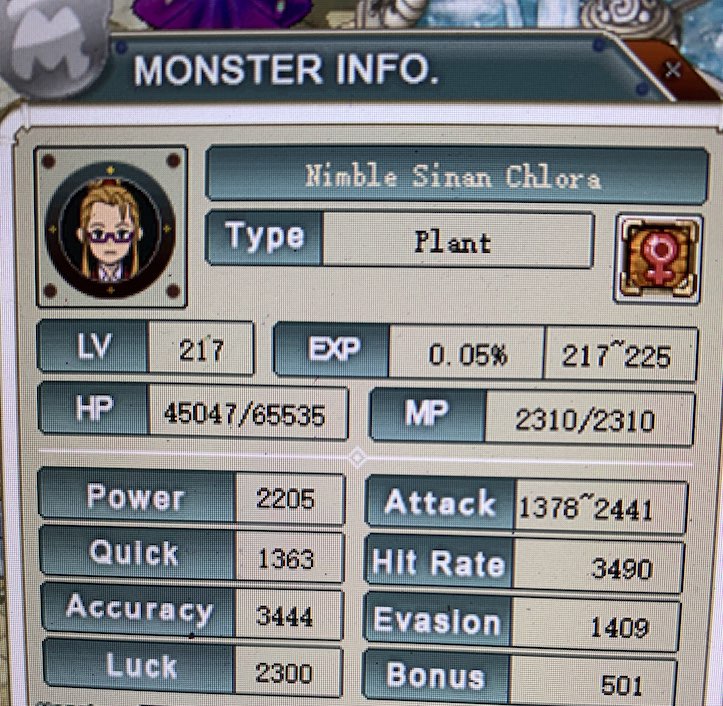 MONSTER INFO.
Nimble Sinan Chlora
Type Plant
LV 217 EXP 0.05% 217~225
HP 45047/65535 MP 2310/2310
Power 2205 Attack 1378~2441
Quick 1363 Hit Rate 3490
Accuracy 3444 Evasion 1409
Luck 2300 Bonus 501